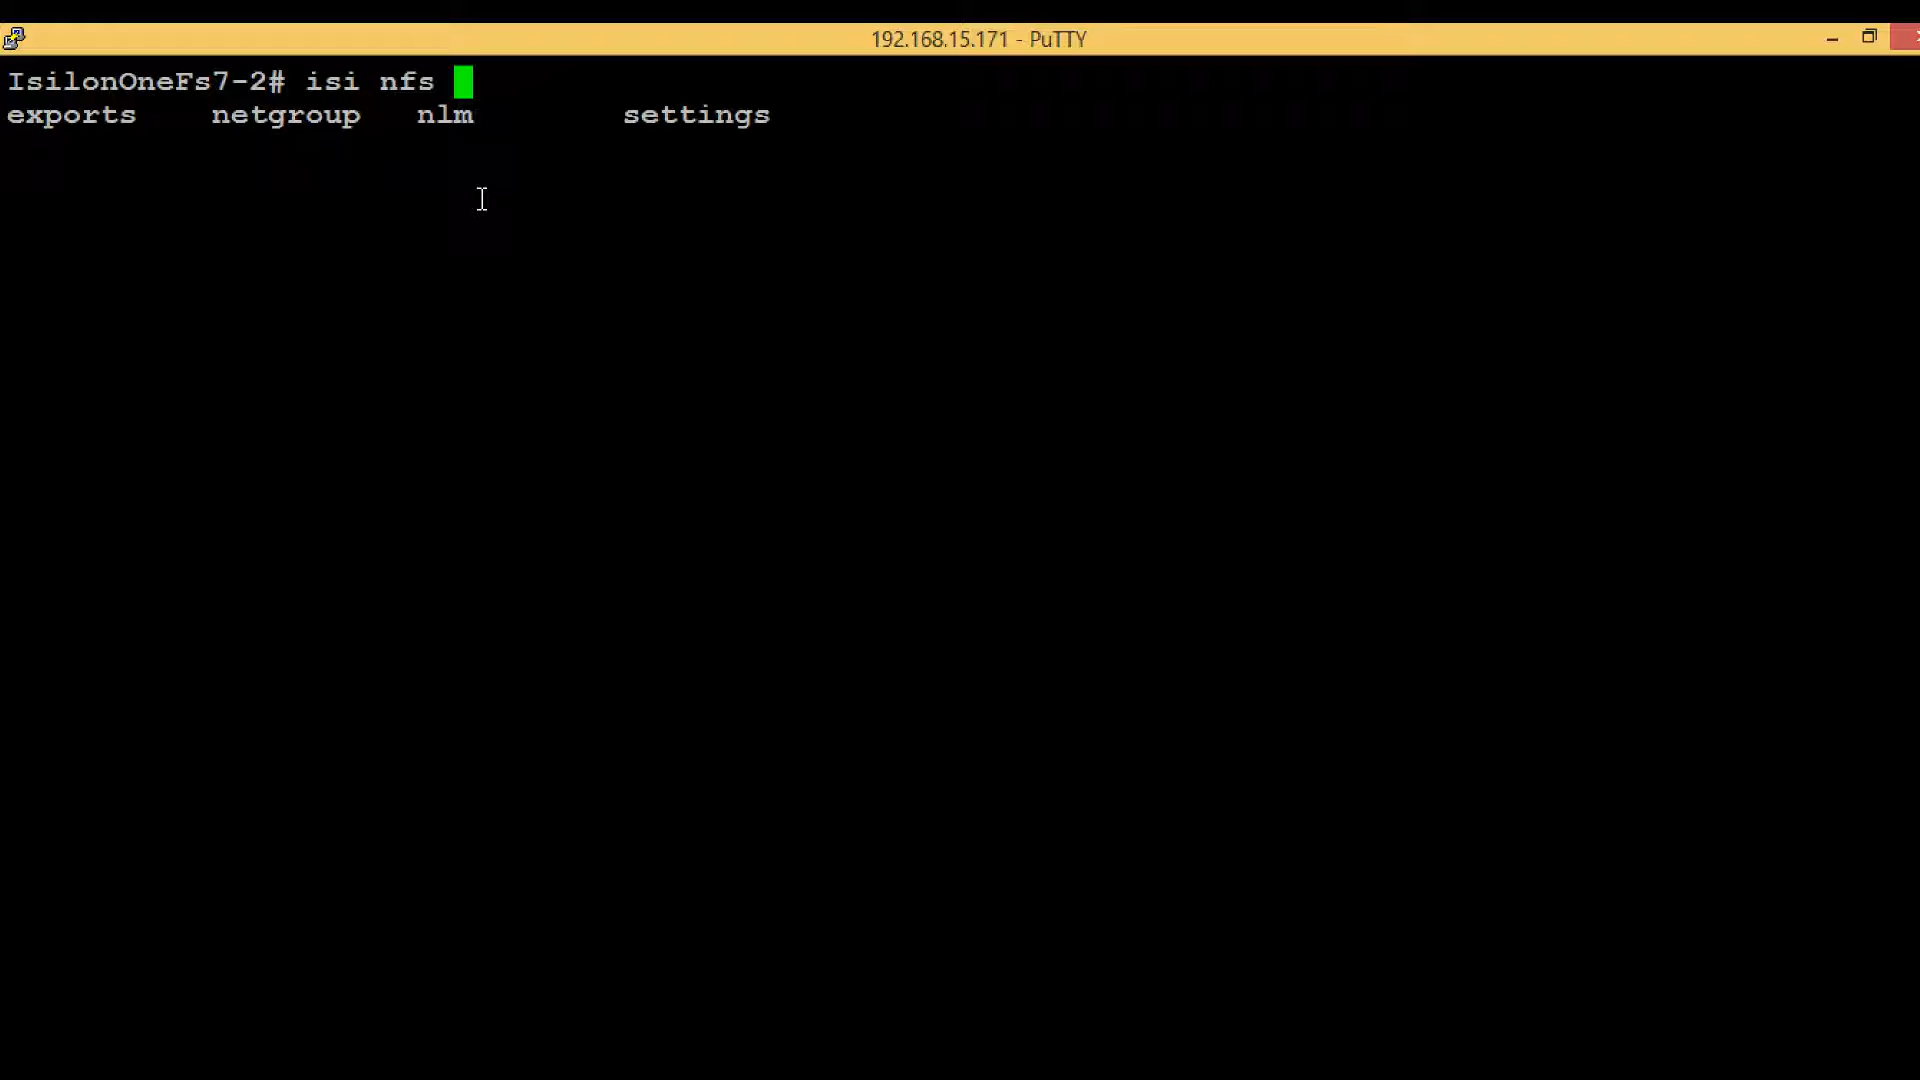 192.168.15.171 - PuTTY
IsilonOneFs7-2# isi nfs
exports netgroup nlm settings